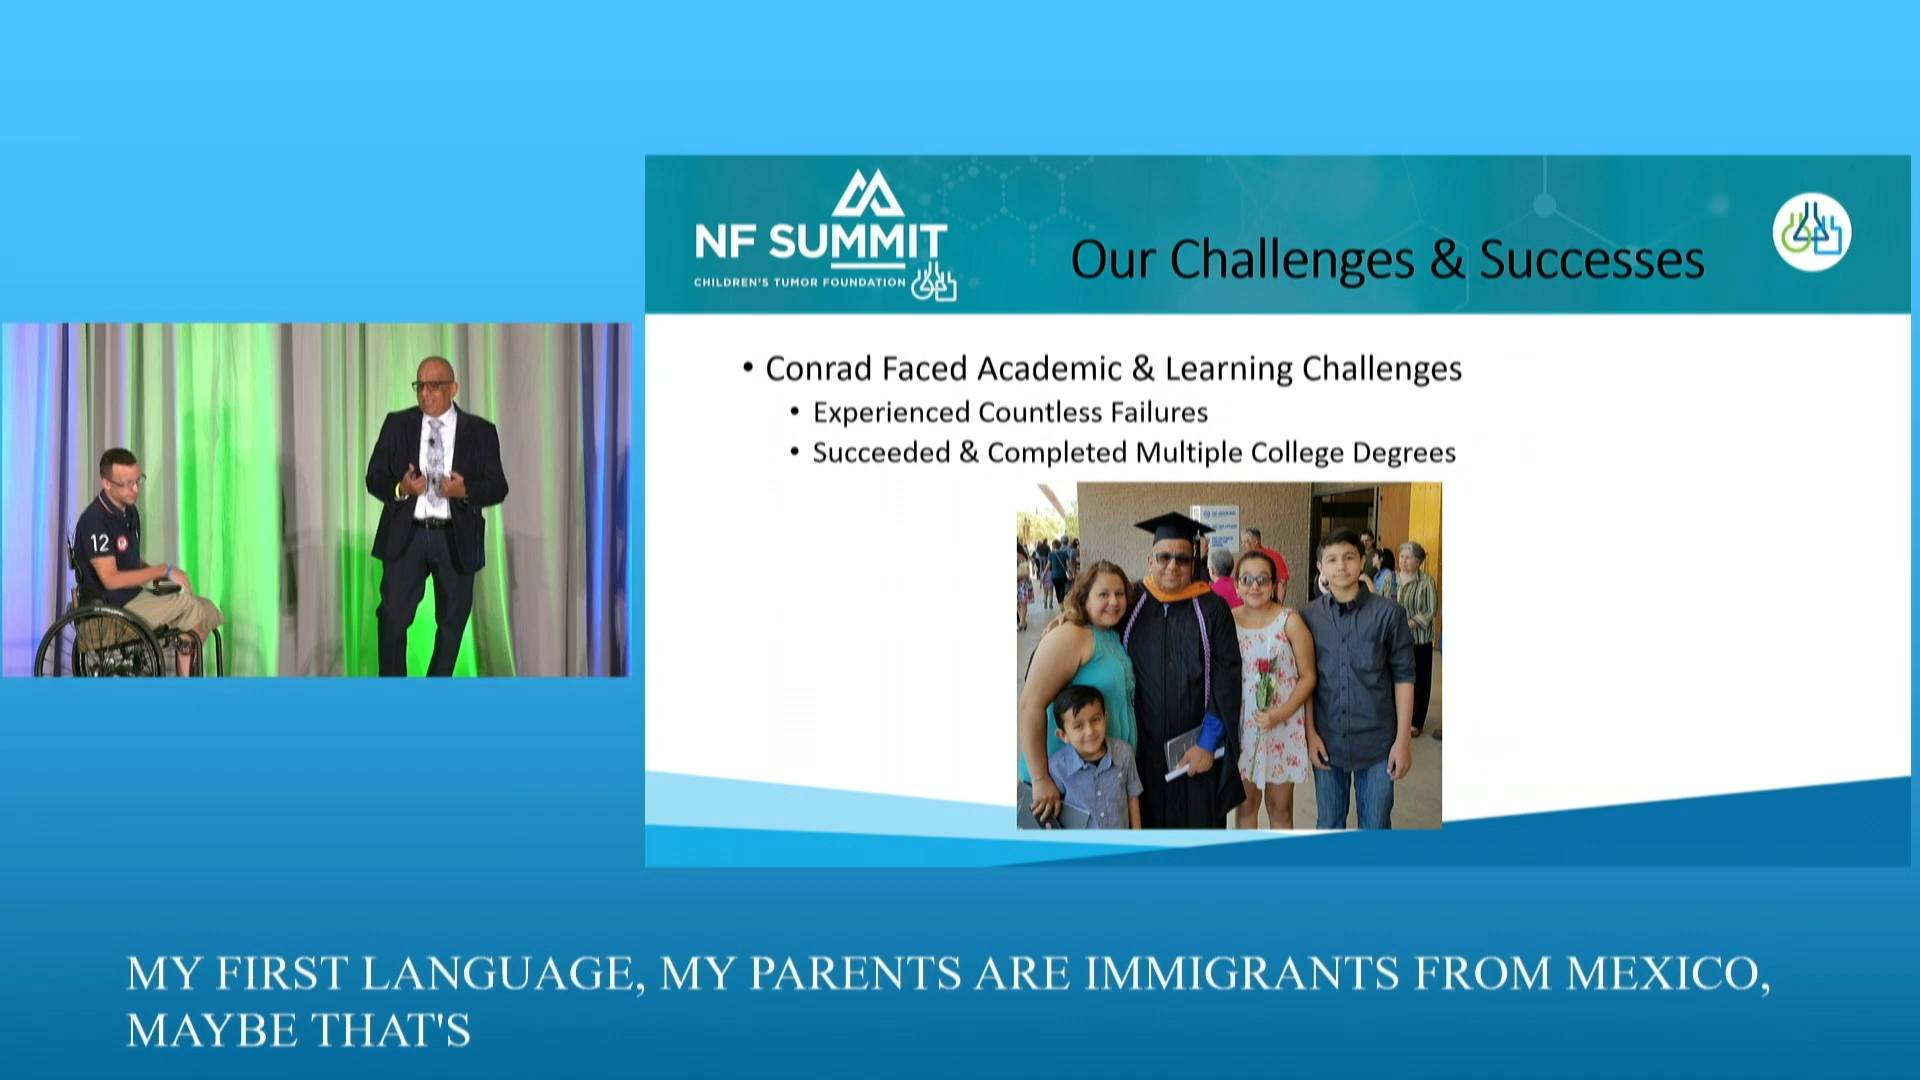 NF SUMMIT
CHILDREN'S TUMOR FOUNDATION
Our Challenges & Successes
• Conrad Faced Academic & Learning Challenges
• Experienced Countless Failures
• Succeeded & Completed Multiple College Degrees
12
MY FIRST LANGUAGE, MY PARENTS ARE IMMIGRANTS FROM MEXICO,
MAYBE THAT'S